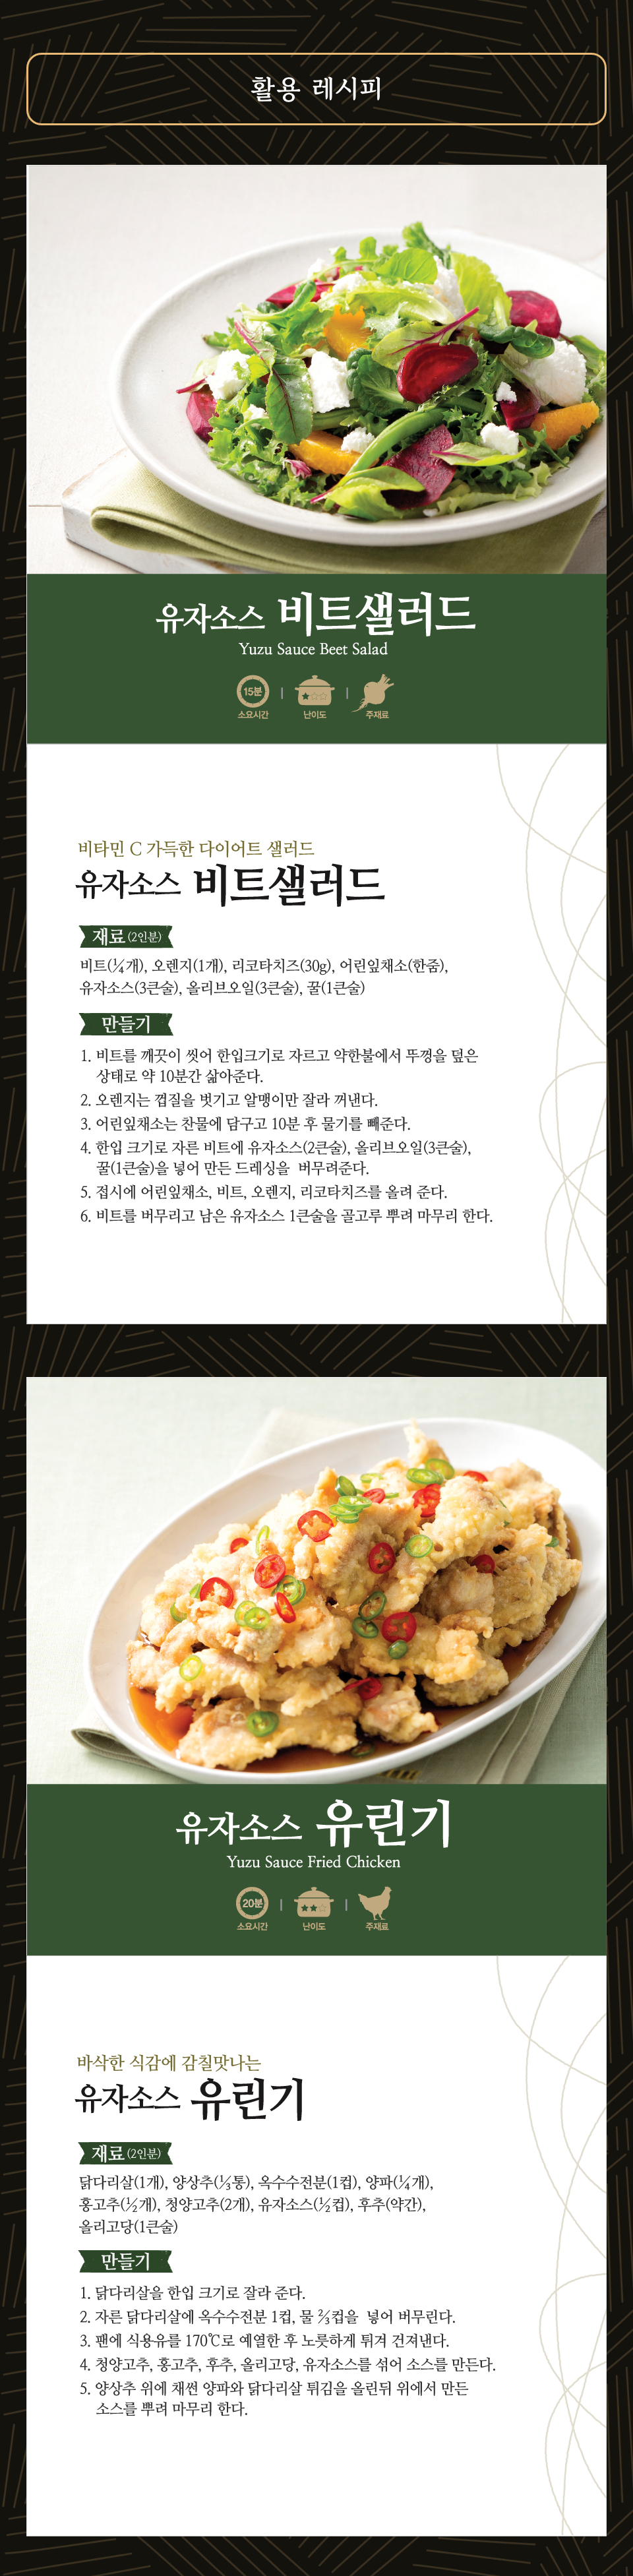 활용 레시피
유자소스 비트샐러드
Yuzu Sauce Beet Salad
15분
소요시간
난이도
주재료
비타민 C 가득한 다이어트 샐러드
유자소스 비트샐러드
재료 (2인분)
비트(¼개), 오렌지(1개), 리코타치즈(30g), 어린잎채소(한줌),
유자소스(3큰술), 올리브오일(3큰술), 꿀(1큰술)
만들기
1. 비트를 깨끗이 씻어 한입크기로 자르고 약한불에서 뚜껑을 덮은
상태로 약 10분간 삶아준다.
2. 오렌지는 껍질을 벗기고 알맹이만 잘라 꺼낸다.
3. 어린잎채소는 찬물에 담구고 10분 후 물기를 빼준다.
4. 한입 크기로 자른 비트에 유자소스(2큰술), 올리브오일(3큰술),
꿀(1큰술)을 넣어 만든 드레싱을 버무려준다.
5. 접시에 어린잎채소, 비트, 오렌지, 리코타치즈를 올려 준다.
6. 비트를 버무리고 남은 유자소스 1큰술을 골고루 뿌려 마무리 한다.
유자소스 유린기
Yuzu Sauce Fried Chicken
20분
소요시간
난이도
주재료
바삭한 식감에 감칠맛나는
유자소스 유린기
재료 (2인분)
닭다리살(1개), 양상추(⅓통), 옥수수전분(1컵), 양파(¼개),
홍고추(½개), 청양고추(2개), 유자소스(½컵), 후추(약간),
올리고당(1큰술)
만들기
1. 닭다리살을 한입 크기로 잘라 준다.
2. 자른 닭다리살에 옥수수전분 1컵, 물 ⅔컵을 넣어 버무린다.
3. 팬에 식용유를 170℃로 예열한 후 노릇하게 튀겨 건져낸다.
4. 청양고추, 홍고추, 후추, 올리고당, 유자소스를 섞어 소스를 만든다.
5. 양상추 위에 채썬 양파와 닭다리살 튀김을 올린뒤 위에서 만든
소스를 뿌려 마무리 한다.